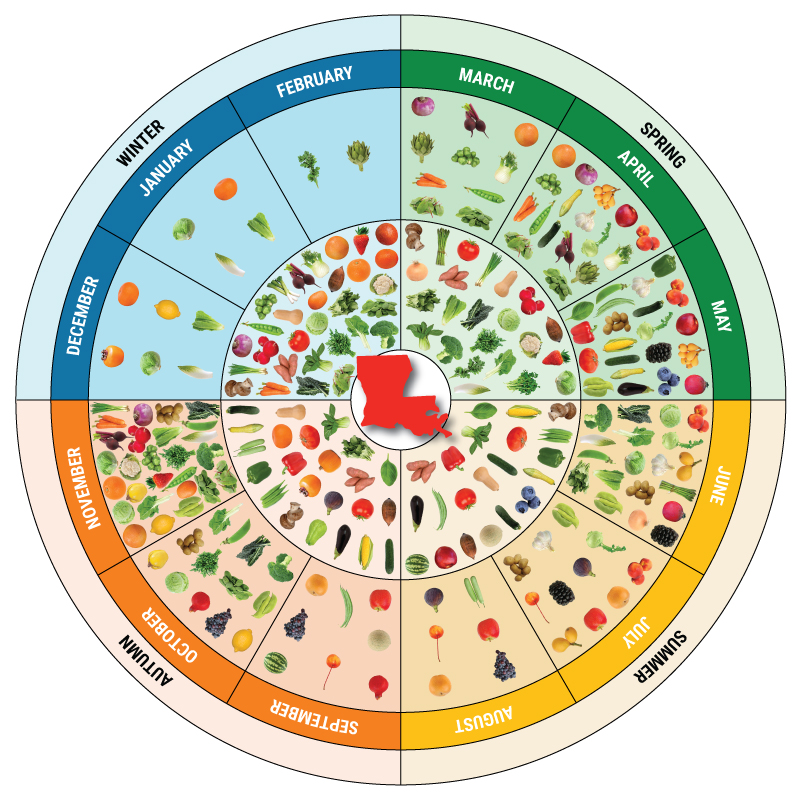 WINTER
SPRING
SUMMER
AUTUMN
JANUARY
FEBRUARY
MARCH
APRIL
MAY
JUNE
JULY
AUGUST
SEPTEMBER
OCTOBER
NOVEMBER
DECEMBER